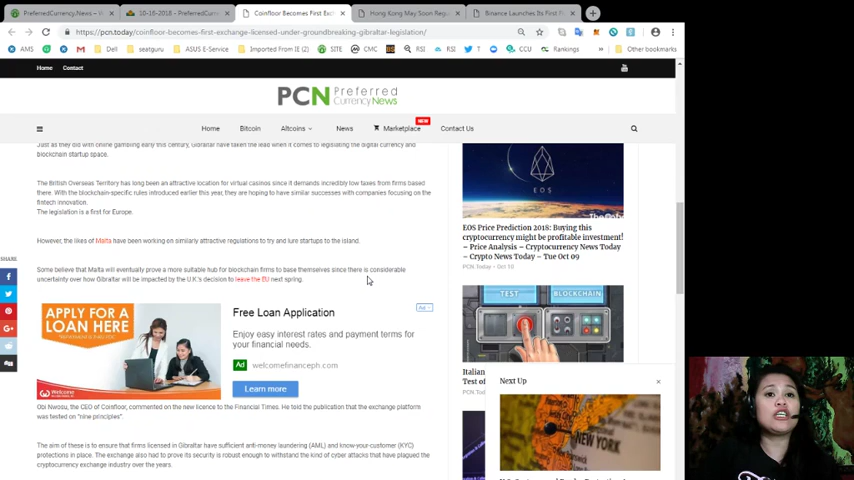 PreferredCurrency.News – V
10-16-2018 - PreferredCurr
Coinfloor Becomes First Exc
Hong Kong May Soon Regu
Binance Launches Its First F
https://pcn.today/coinfloor-becomes-first-exchange-licensed-under-groundbreaking-gibraltar-legislation/
AMS
Dell
seatguru
ASUS E-Service
Imported From IE (2)
SITE
CMC
BS
RSI
RSI
T
CCU
Rankings
Other bookmarks
Home
Contact
PCN Preferred
Currency News
Home
Bitcoin
Altcoins
News
Marketplace
NEW
Contact Us
Just as they did with online gambling early this century, Gibraltar have taken the lead when it comes to legislating the digital currency and
blockchain startup space.
The British Overseas Territory has long been an attractive location for virtual casinos since it demands incredibly low taxes from firms based
there. With the blockchain-specific rules introduced earlier this year, they are hoping to have similar successes with companies focusing on the
fintech innovation.
The legislation is a first for Europe.
However, the likes of Malta have been working on similarly attractive regulations to try and lure startups to the island.
Some believe that Malta will eventually prove a more suitable hub for blockchain firms to base themselves since there is considerable
uncertainty over how Gibraltar will be impacted by the U.K.'s decision to leave the EU next spring.
SHARE
APPLY FOR A
LOAN HERE
Welcome
Free Loan Application
Enjoy easy interest rates and payment terms for
your financial needs.
Ad welcomefinanceph.com
Learn more
Ad
Obi Nwosu, the CEO of Coinfloor, commented on the new licence to the Financial Times. He told the publication that the exchange platform
was tested on "nine principles".
The aim of these is to ensure that firms licensed in Gibraltar have sufficient anti-money laundering (AML) and know-your-customer (KYC)
protections in place. The exchange also had to prove its security is robust enough to withstand the kind of cyber attacks that have plagued the
cryptocurrency exchange industry over the years.
EOS
EOS Price Prediction 2018: Buying this
cryptocurrency might be profitable investment!
– Price Analysis – Cryptocurrency News Today
– Crypto News Today – Tue Oct 09
PC.N.Today - Oct 10
TEST
BLOCKCHAIN
Italian
Test of
PC.N.To
Next Up
×
NEW YORK